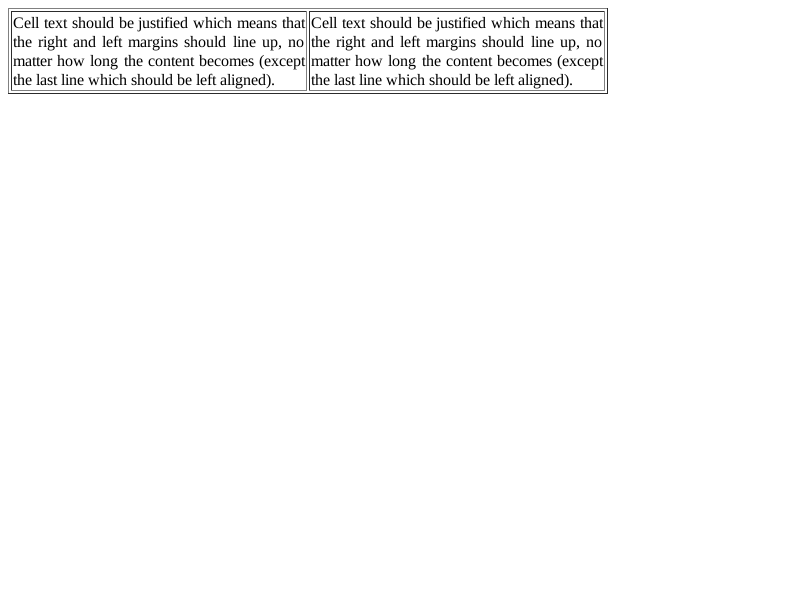 Cell text should be justified which means that
the right and left margins should line up, no
matter how long the content becomes (except
the last line which should be left aligned).
Cell text should be justified which means that
the right and left margins should line up, no
matter how long the content becomes (except
the last line which should be left aligned).